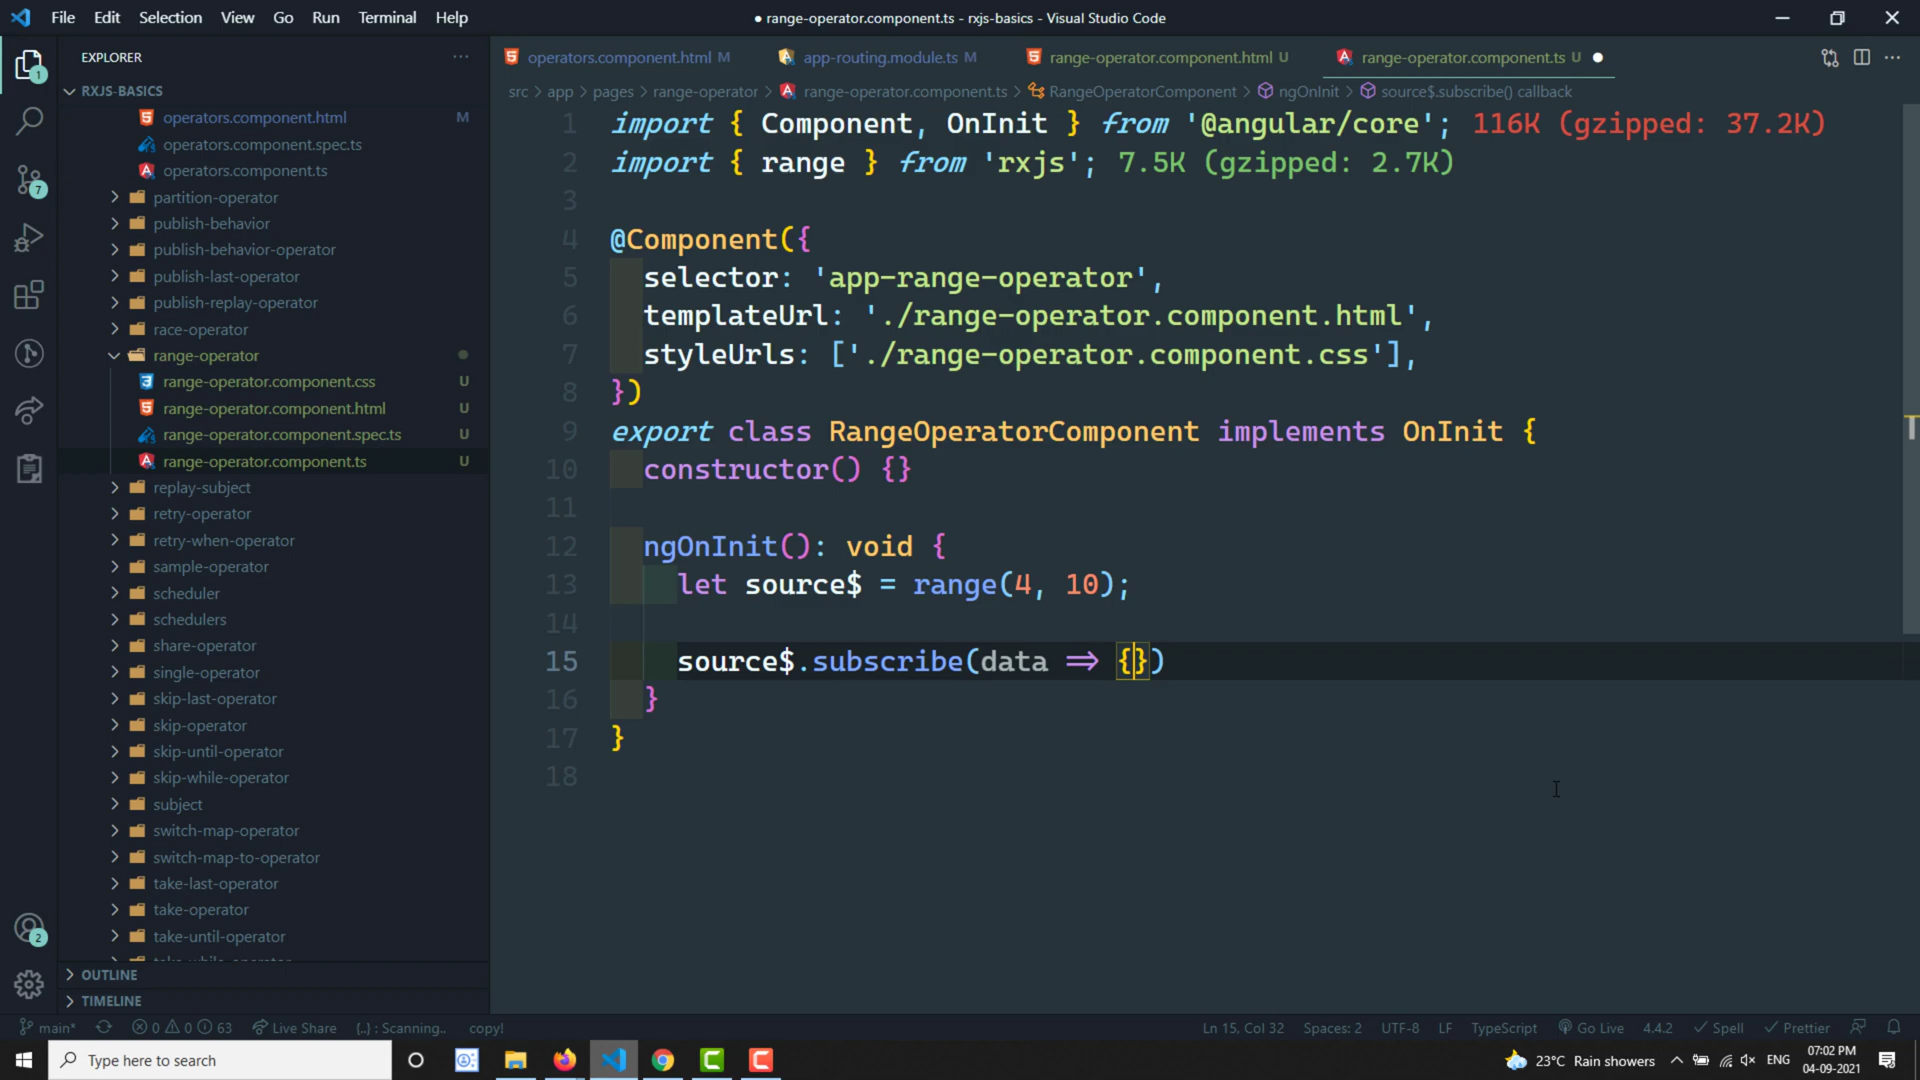 File Edit Selection View Go Run Terminal Help
● range-operator.component.ts - rxjs-basics - Visual Studio Code
EXPLORER
operators.component.html M
app-routing.module.ts M
range-operator.component.html U
range-operator.component.ts U
src > app > pages > range-operator > range-operator.component.ts > RangeOperatorComponent > ngOnInit > source$.subscribe() callback
RXJS-BASICS
operators.component.html M
operators.component.spec.ts
operators.component.ts
partition-operator
publish-behavior
publish-behavior-operator
publish-last-operator
publish-replay-operator
race-operator
range-operator
range-operator.component.css U
range-operator.component.html U
range-operator.component.spec.ts U
range-operator.component.ts U
replay-subject
retry-operator
retry-when-operator
sample-operator
scheduler
schedulers
share-operator
single-operator
skip-last-operator
skip-operator
skip-until-operator
skip-while-operator
subject
switch-map-operator
switch-map-to-operator
take-last-operator
take-operator
take-until-operator
OUTLINE
TIMELINE
1
7
2
1 import { Component, OnInit } from '@angular/core'; 116K (gzipped: 37.2K)
2 import { range } from 'rxjs'; 7.5K (gzipped: 2.7K)
3
4 @Component({
5 selector: 'app-range-operator',
6 templateUrl: './range-operator.component.html',
7 styleUrls: ['./range-operator.component.css'],
8 })
9 export class RangeOperatorComponent implements OnInit {
10 constructor() {}
11
12 ngOnInit(): void {
13 let source$ = range(4, 10);
14
15 source$.subscribe(data => {})
16 }
17 }
18
main* 0 0 63 Live Share {..} : Scanning.. copy!
Ln 15, Col 32 Spaces: 2 UTF-8 LF TypeScript Go Live 4.4.2 Spell Prettier
Type here to search
23°C Rain showers ENG
07:02 PM
04-09-2021